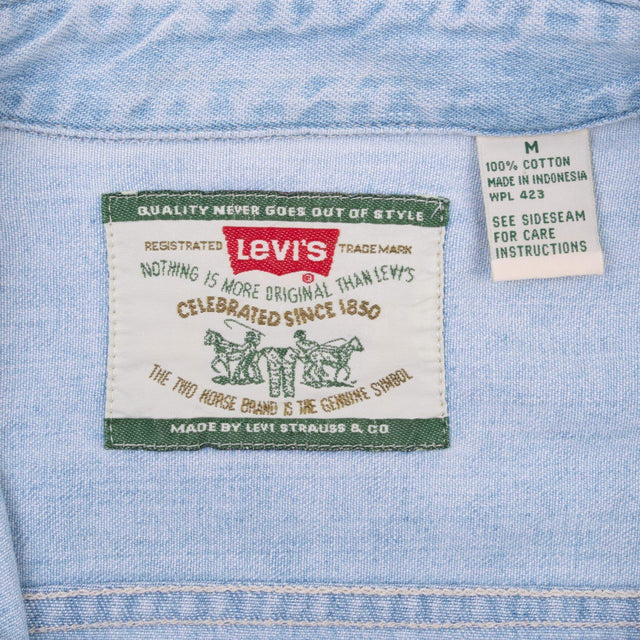 QUALITY NEVER GOES OUT OF STYLE
REGISTRATED LEVI'S TRADEMARK
®
NOTHING IS MORE ORIGINAL THAN LEVI'S
CELEBRATED SINCE 1850
THE TWO HORSE BRAND IS THE GENUINE SYMBOL
MADE BY LEVI STRAUSS & CO
M
100% COTTON
MADE IN INDONESIA
WPL 423
SEE SIDESEAM
FOR CARE
INSTRUCTIONS